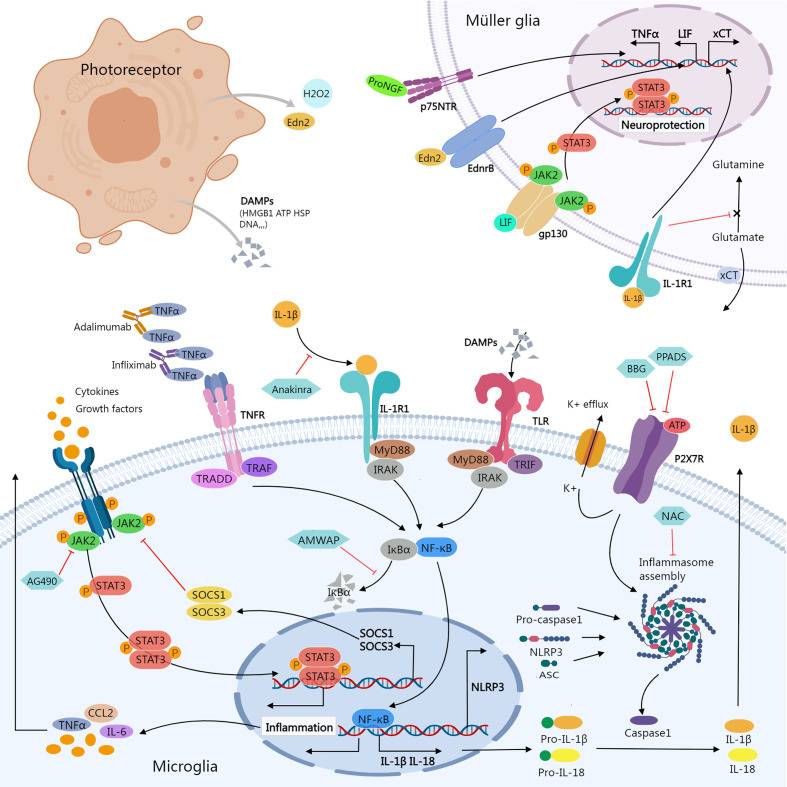 Photoreceptor
H2O2
Edn2
DAMPs
(HMGB1 ATP HSP
DNA,,,)
Müller glia
TNFα
LIF
xCT
ProNGF
p75NTR
P
STAT3
STAT3
P
Neuroprotection
Edn2
EdnrB
P
STAT3
P
JAK2
JAK2
P
LIF
gp130
Glutamine
Glutamate
xCT
IL-1R1
IL-1β
TNFα
Adalimumab
TNFα
TNFα
Infliximab
TNFα
IL-1β
Anakinra
IL-1R1
MyD88
IRAK
DAMPs
TLR
MyD88
TRIF
IRAK
K+ efflux
K+
BBG
PPADS
ATP
P2X7R
IL-1β
Cytokines
Growth factors
TNFR
TRADD
TRAF
P
P
JAK2
JAK2
P
P
AG490
P
STAT3
SOCS1
SOCS3
STAT3
P
STAT3
P
AMWAP
IκBα
NF-κB
IκBα
NAC
Inflammasome
assembly
Pro-caspase1
NLRP3
ASC
Caspase1
SOCS1
SOCS3
STAT3
P
STAT3
P
NLRP3
Inflammation
NF-κB
IL-1β IL-18
CCL2
TNFα
IL-6
Microglia
Pro-IL-1β
Pro-IL-18
IL-1β
IL-18